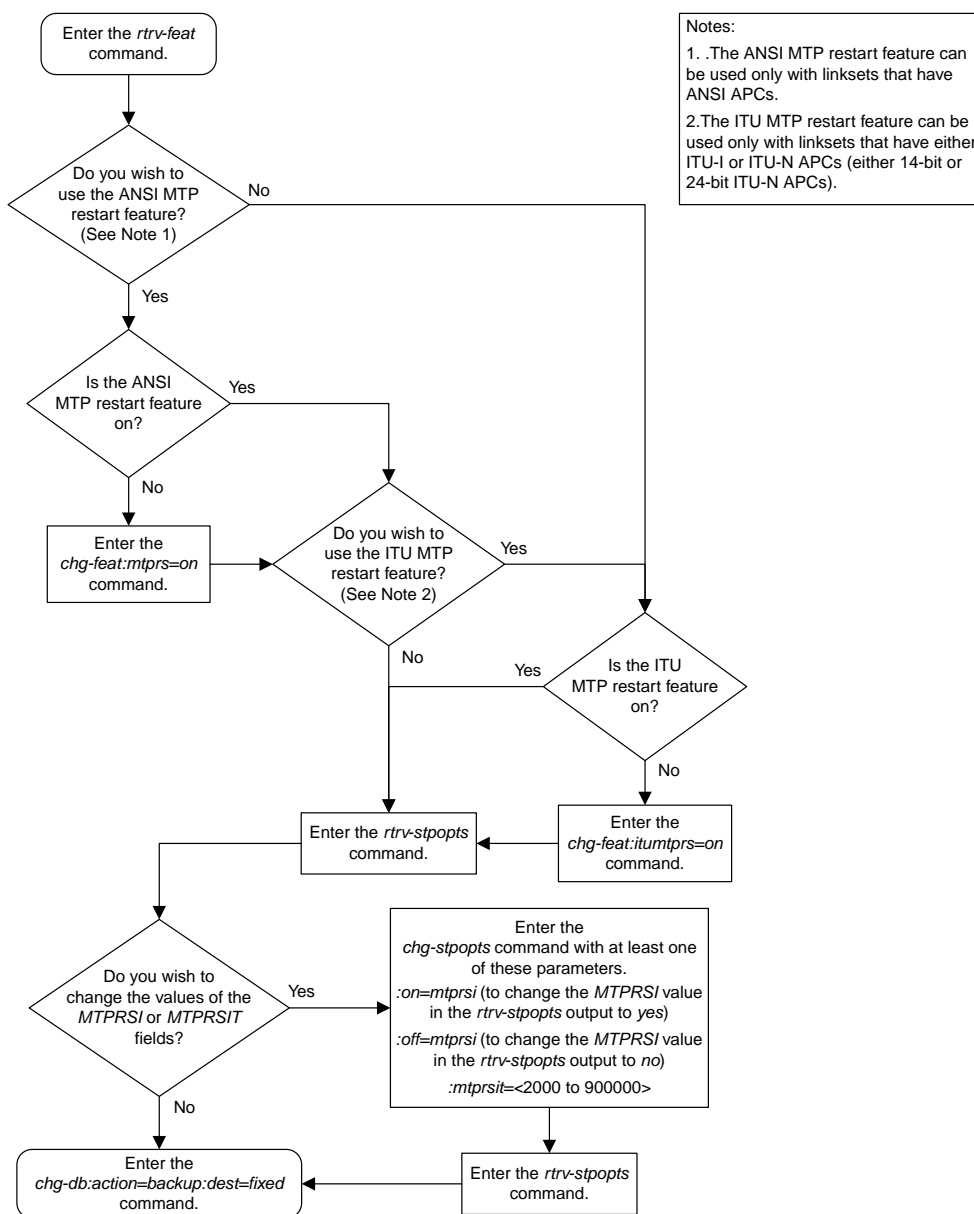 Enter the rtrv-feat
command.
Notes:
1. .The ANSI MTP restart feature can
be used only with linksets that have
ANSI APCs.
2.The ITU MTP restart feature can be
used only with linksets that have either
ITU-I or ITU-N APCs (either 14-bit or
24-bit ITU-N APCs).
Do you wish to
use the ANSI MTP
restart feature?
(See Note 1)
No
Yes
Is the ANSI
MTP restart feature
on?
Yes
No
Enter the
chg-feat:mtprs=on
command.
Do you wish to
use the ITU MTP
restart feature?
(See Note 2)
Yes
No
Is the ITU
MTP restart feature
on?
Yes
No
Enter the rtrv-stpopts
command.
Enter the
chg-feat:itumtprs=on
command.
Do you wish to
change the values of the
MTPRSI or MTPRSIT
fields?
Yes
No
Enter the
chg-stpopts command with at least one
of these parameters.
:on=mtprsi (to change the MTPRSI value
in the rtrv-stpopts output to yes)
:off=mtprsi (to change the MTPRSI value
in the rtrv-stpopts output to no)
:mtprsit=<2000 to 900000>
Enter the
chg-db:action=backup:dest=fixed
command.
Enter the rtrv-stpopts
command.